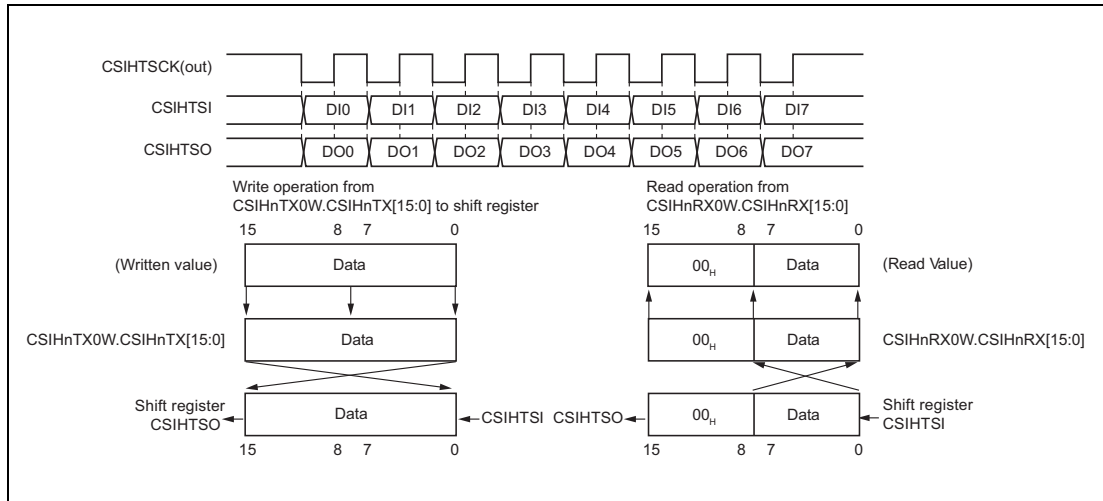 CSIHTSCK(out)
CSIHTSI DI0 DI1 DI2 DI3 DI4 DI5 DI6 DI7
CSIHTSO DO0 DO1 DO2 DO3 DO4 DO5 DO6 DO7
Write operation from
CSIHnTX0W.CSIHnTX[15:0] to shift register
15 8 7 0
(Written value) Data
CSIHnTX0W.CSIHnTX[15:0] Data
Shift register
CSIHTSO
Data
CSIHTSI
15 8 7 0
Read operation from
CSIHnRX0W.CSIHnRX[15:0]
15 8 7 0
00H Data (Read Value)
00H Data CSIHnRX0W.CSIHnRX[15:0]
CSIHTSO 00H Data
Shift register
CSIHTSI
15 8 7 0